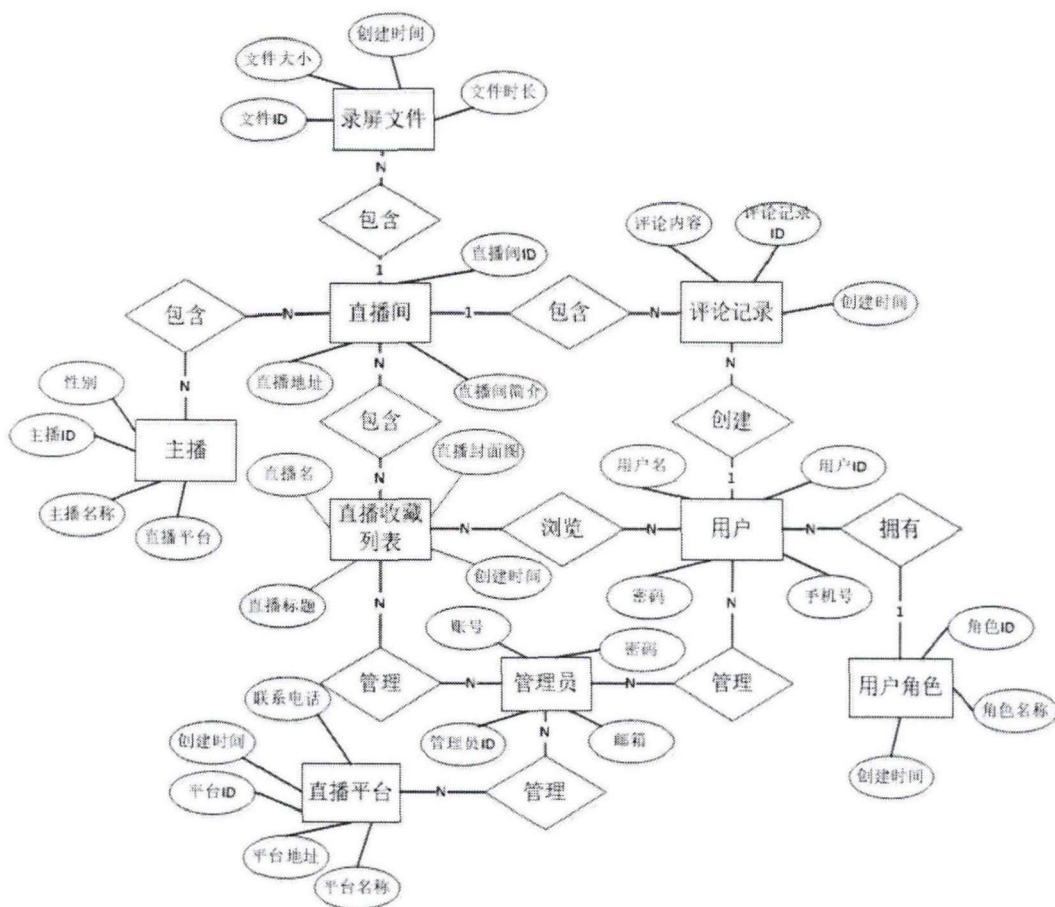 创建时间
文件大小
文件时长
文件ID
录屏文件
N
包含
1
直播间ID
评论内容
评论记录
ID
包含
N
直播间
1
包含
N
评论记录
创建时间
N
性别
直播地址
N
直播间简介
N
主播ID
主播
包含
创建
直播名
直播封面图
用户名
1
用户ID
主播名称
直播平台
N
直播收藏
列表
N
浏览
N
用户
N
拥有
创建时间
直播标题
密码
手机号
N
账号
密码
N
1
角色ID
联系电话
管理
N
管理员
N
管理
用户角色
角色名称
创建时间
管理员ID
N
邮箱
平台ID
直播平台
N
管理
创建时间
平台地址
平台名称